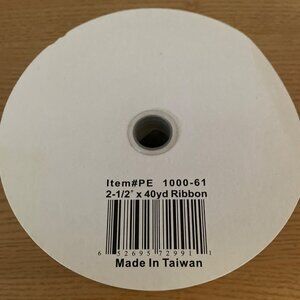 Item#PE 1000-61
2-1/2" x 40yd Ribbon
6 52695 72991 1
Made In Taiwan